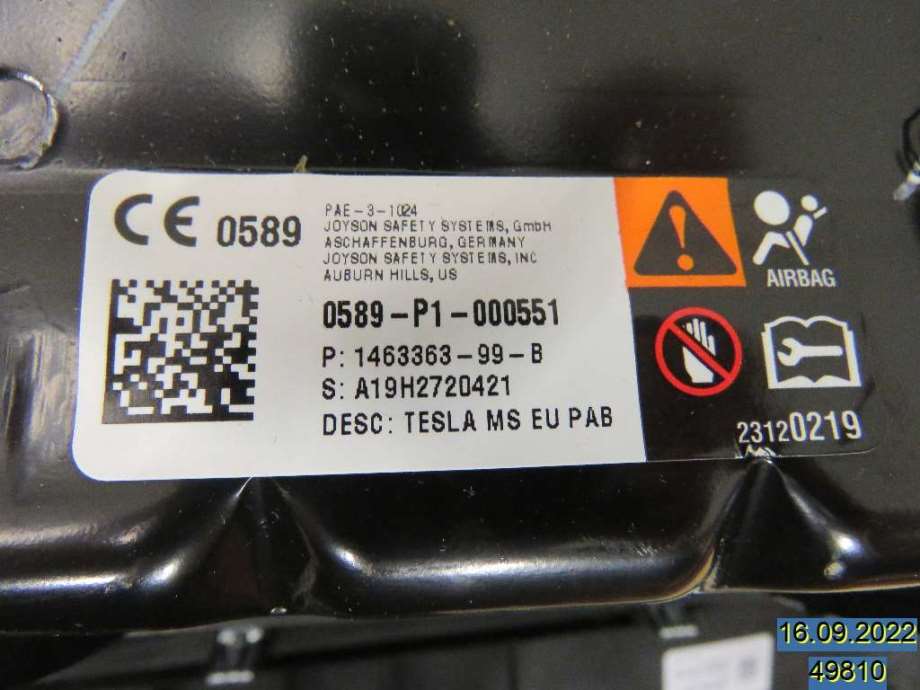 CE 0589
PAE-3-1024
JOYSON SAFETY SYSTEMS, GmbH
ASCHAFFENBURG, GERMANY
JOYSON SAFETY SYSTEMS, INC
AUBURN HILLS, US
0589-P1-000551
P: 1463363-99-B
S: A19H2720421
DESC: TESLA MS EU PAB
AIRBAG
23120219
16.09.2022
49810